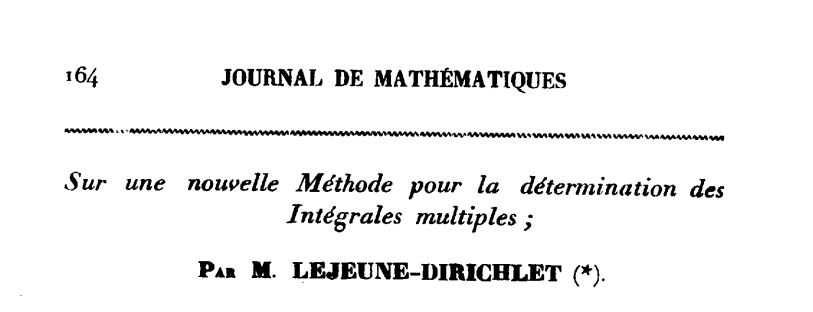 164 JOURNAL DE MATHÉMATIQUES
Sur une nouvelle Méthode pour la détermination des
Intégrales multiples ;
PAR M. LEJEUNE-DIRICHLET (*).